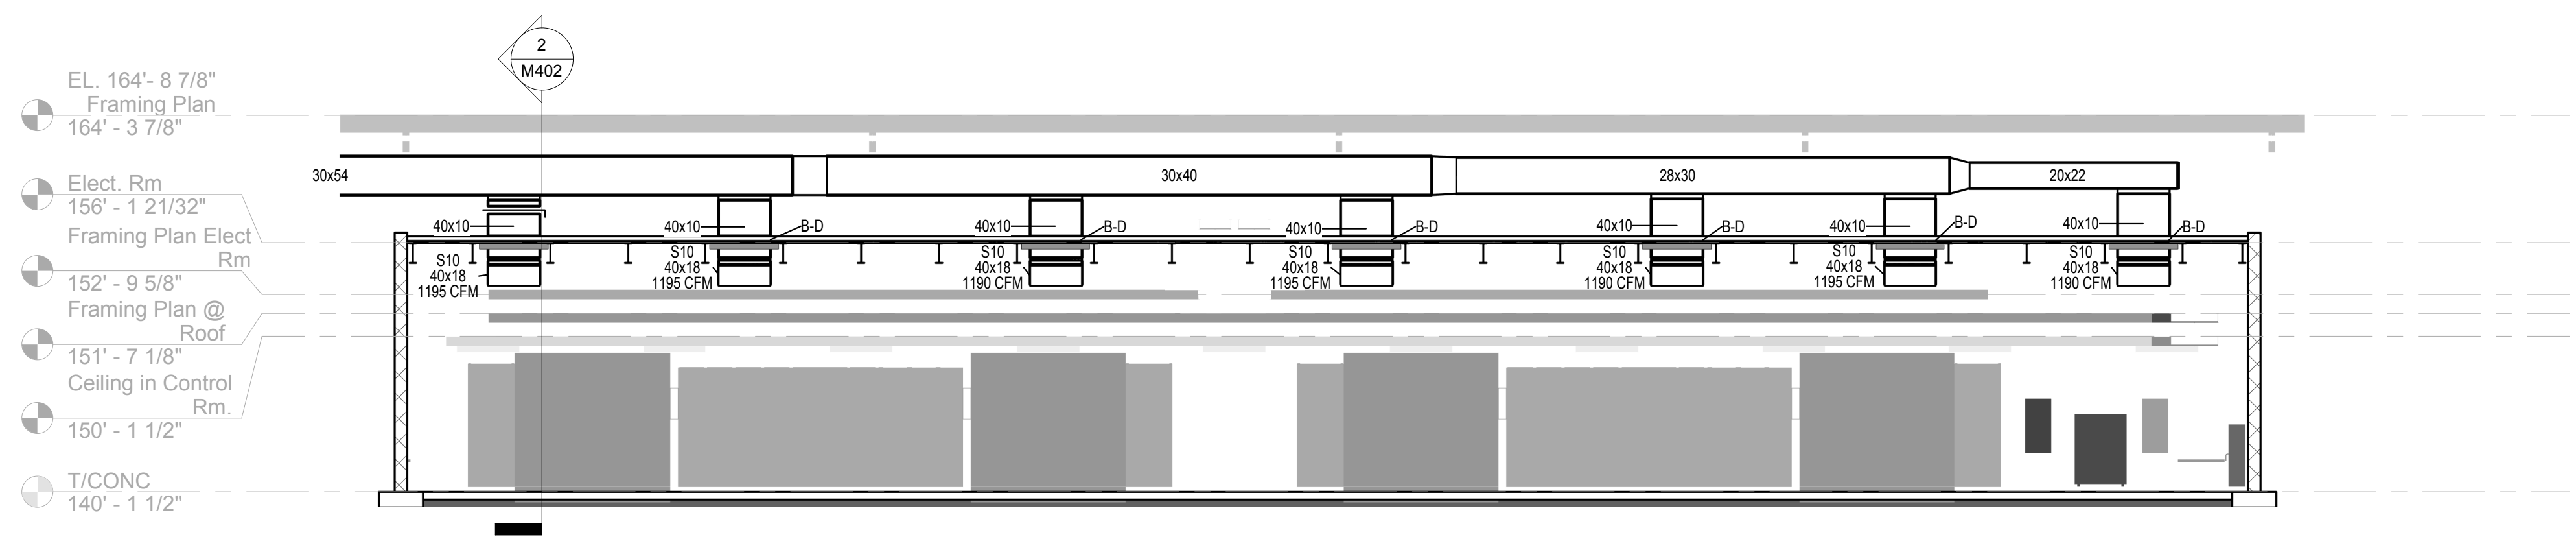 2
M402
EL. 164'- 8 7/8"
Framing Plan
164' - 3 7/8"
Elect. Rm
156' - 1 21/32"
Framing Plan Elect
Rm
152' - 9 5/8"
Framing Plan @
Roof
151' - 7 1/8"
Ceiling in Control
Rm.
150' - 1 1/2"
T/CONC
140' - 1 1/2"
30x54
30x40
28x30
20x22
40x10
40x10
B-D
40x10
B-D
40x10
B-D
40x10
B-D
40x10
B-D
40x10
B-D
S10
40x18
1195 CFM
S10
40x18
1195 CFM
S10
40x18
1190 CFM
S10
40x18
1195 CFM
S10
40x18
1190 CFM
S10
40x18
1195 CFM
S10
40x18
1190 CFM